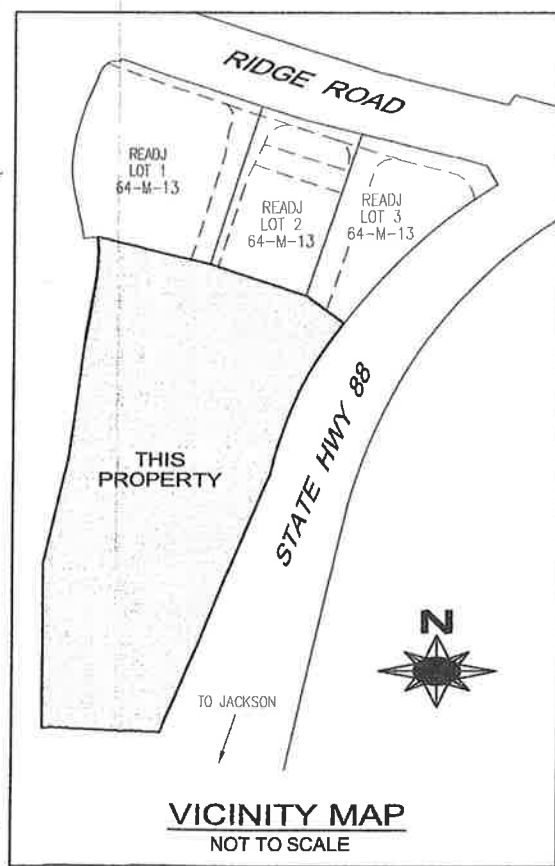 RIDGE ROAD
READJ
LOT 1
64-M-13
READJ
LOT 2
64-M-13
READJ
LOT 3
64-M-13
THIS
PROPERTY
STATE HWY 88
N
TO JACKSON
VICINITY MAP
NOT TO SCALE